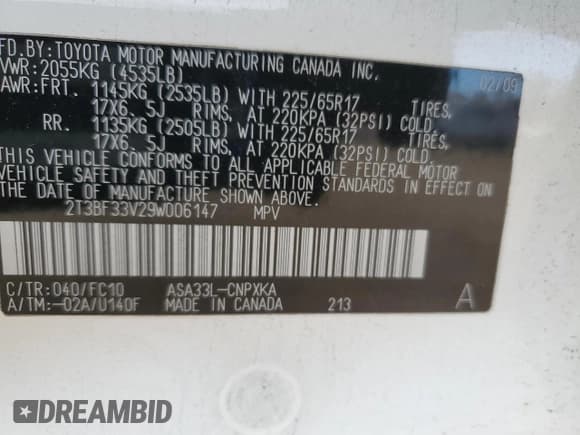 FD.BY: TOYOTA MOTOR MANUFACTURING CANADA INC.
VWR: 2055KG (4535LB) 02/09
AWR: FRT. 1145KG (2535LB) WITH 225/65R17 TIRES,
17X6. 5J RIMS, AT 220KPA (32PSI) COLD.
RR. 1135KG (2505LB) WITH 225/65R17 TIRES,
17X6. 5J RIMS, AT 220KPA (32PSI) COLD.
THIS VEHICLE CONFORMS TO ALL APPLICABLE FEDERAL MOTOR
VEHICLE SAFETY AND THEFT PREVENTION STANDARDS IN EFFECT ON
THE DATE OF MANUFACTURE SHOWN ABOVE.
2T3BF33V29W006147 MPV
C/TR: 040/FC10 ASA33L-CNPXKA
A/TM:-02A/U140F MADE IN CANADA 213 A
DREAMBID